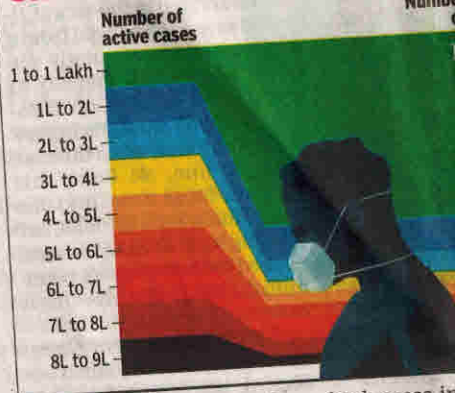 Number of
active cases
1 to 1 Lakh
1L to 2L
2L to 3L
3L to 4L
4L to 5L
5L to 6L
6L to 7L
7L to 8L
8L to 9L